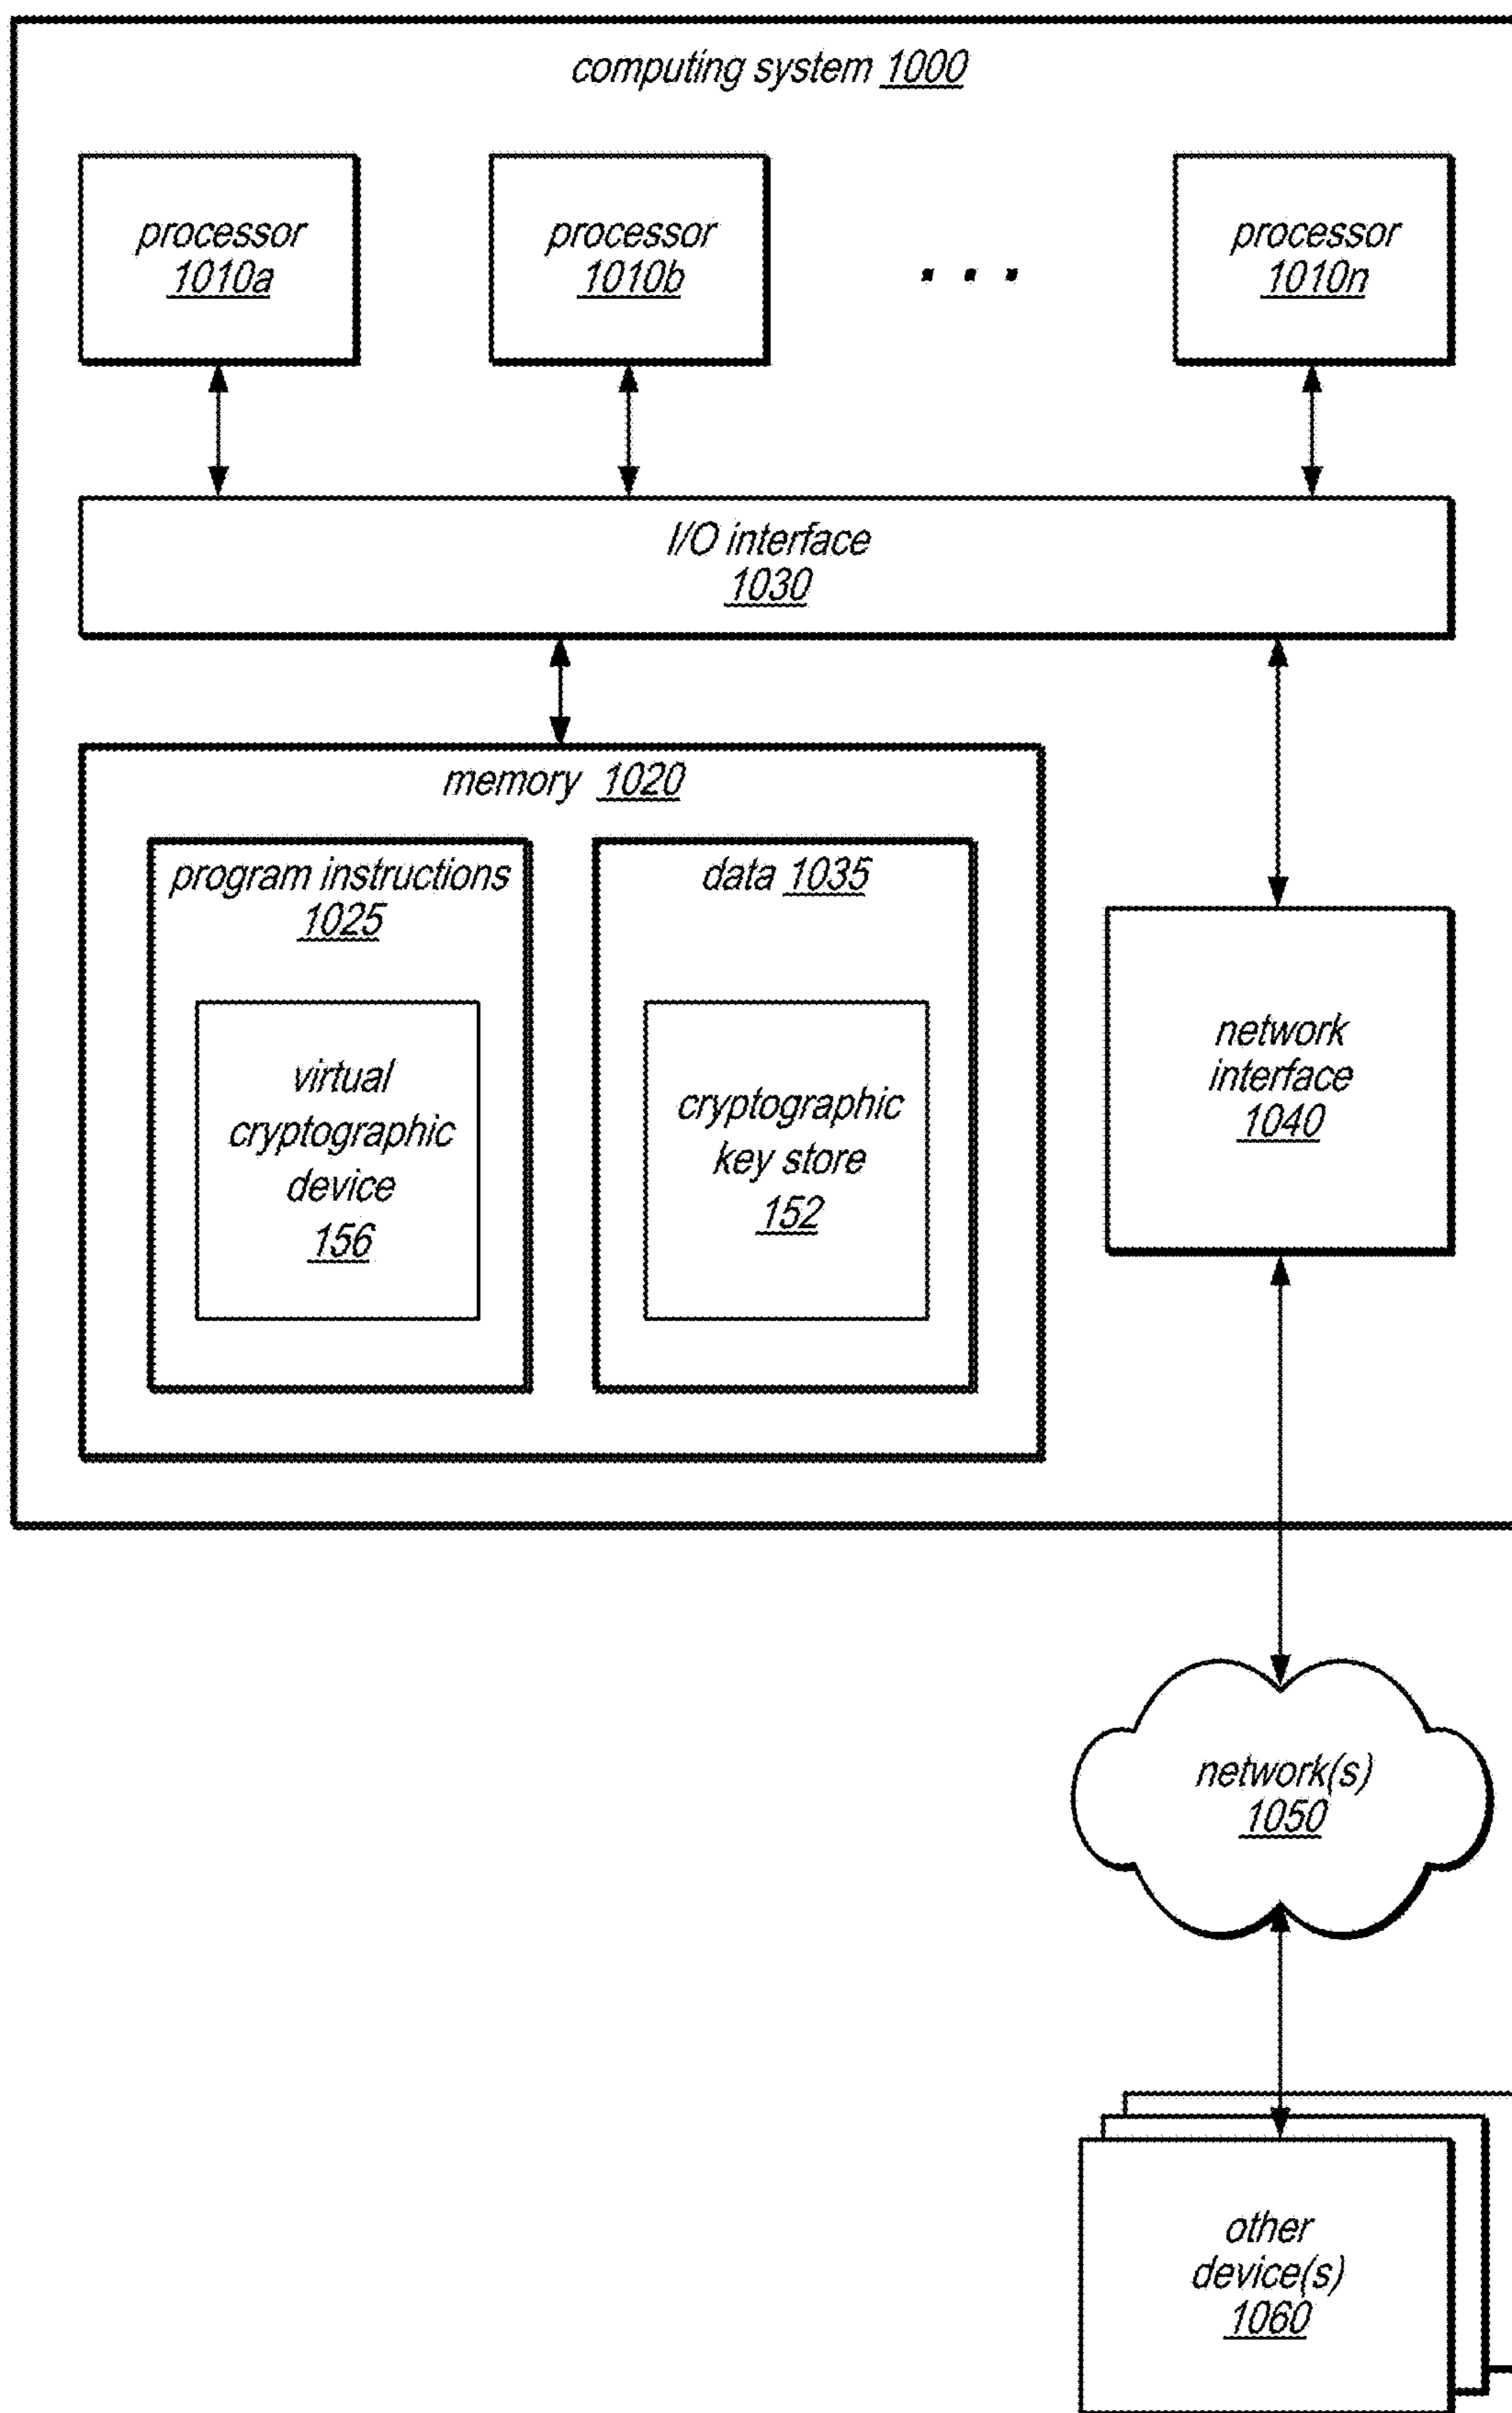 computing system 1000
processor
1010a
processor
1010b
. . .
processor
1010n
I/O interface
1030
memory 1020
program instructions
1025
virtual
cryptographic
device
156
data 1035
cryptographic
key store
152
network
interface
1040
network(s)
1050
other
device(s)
1060